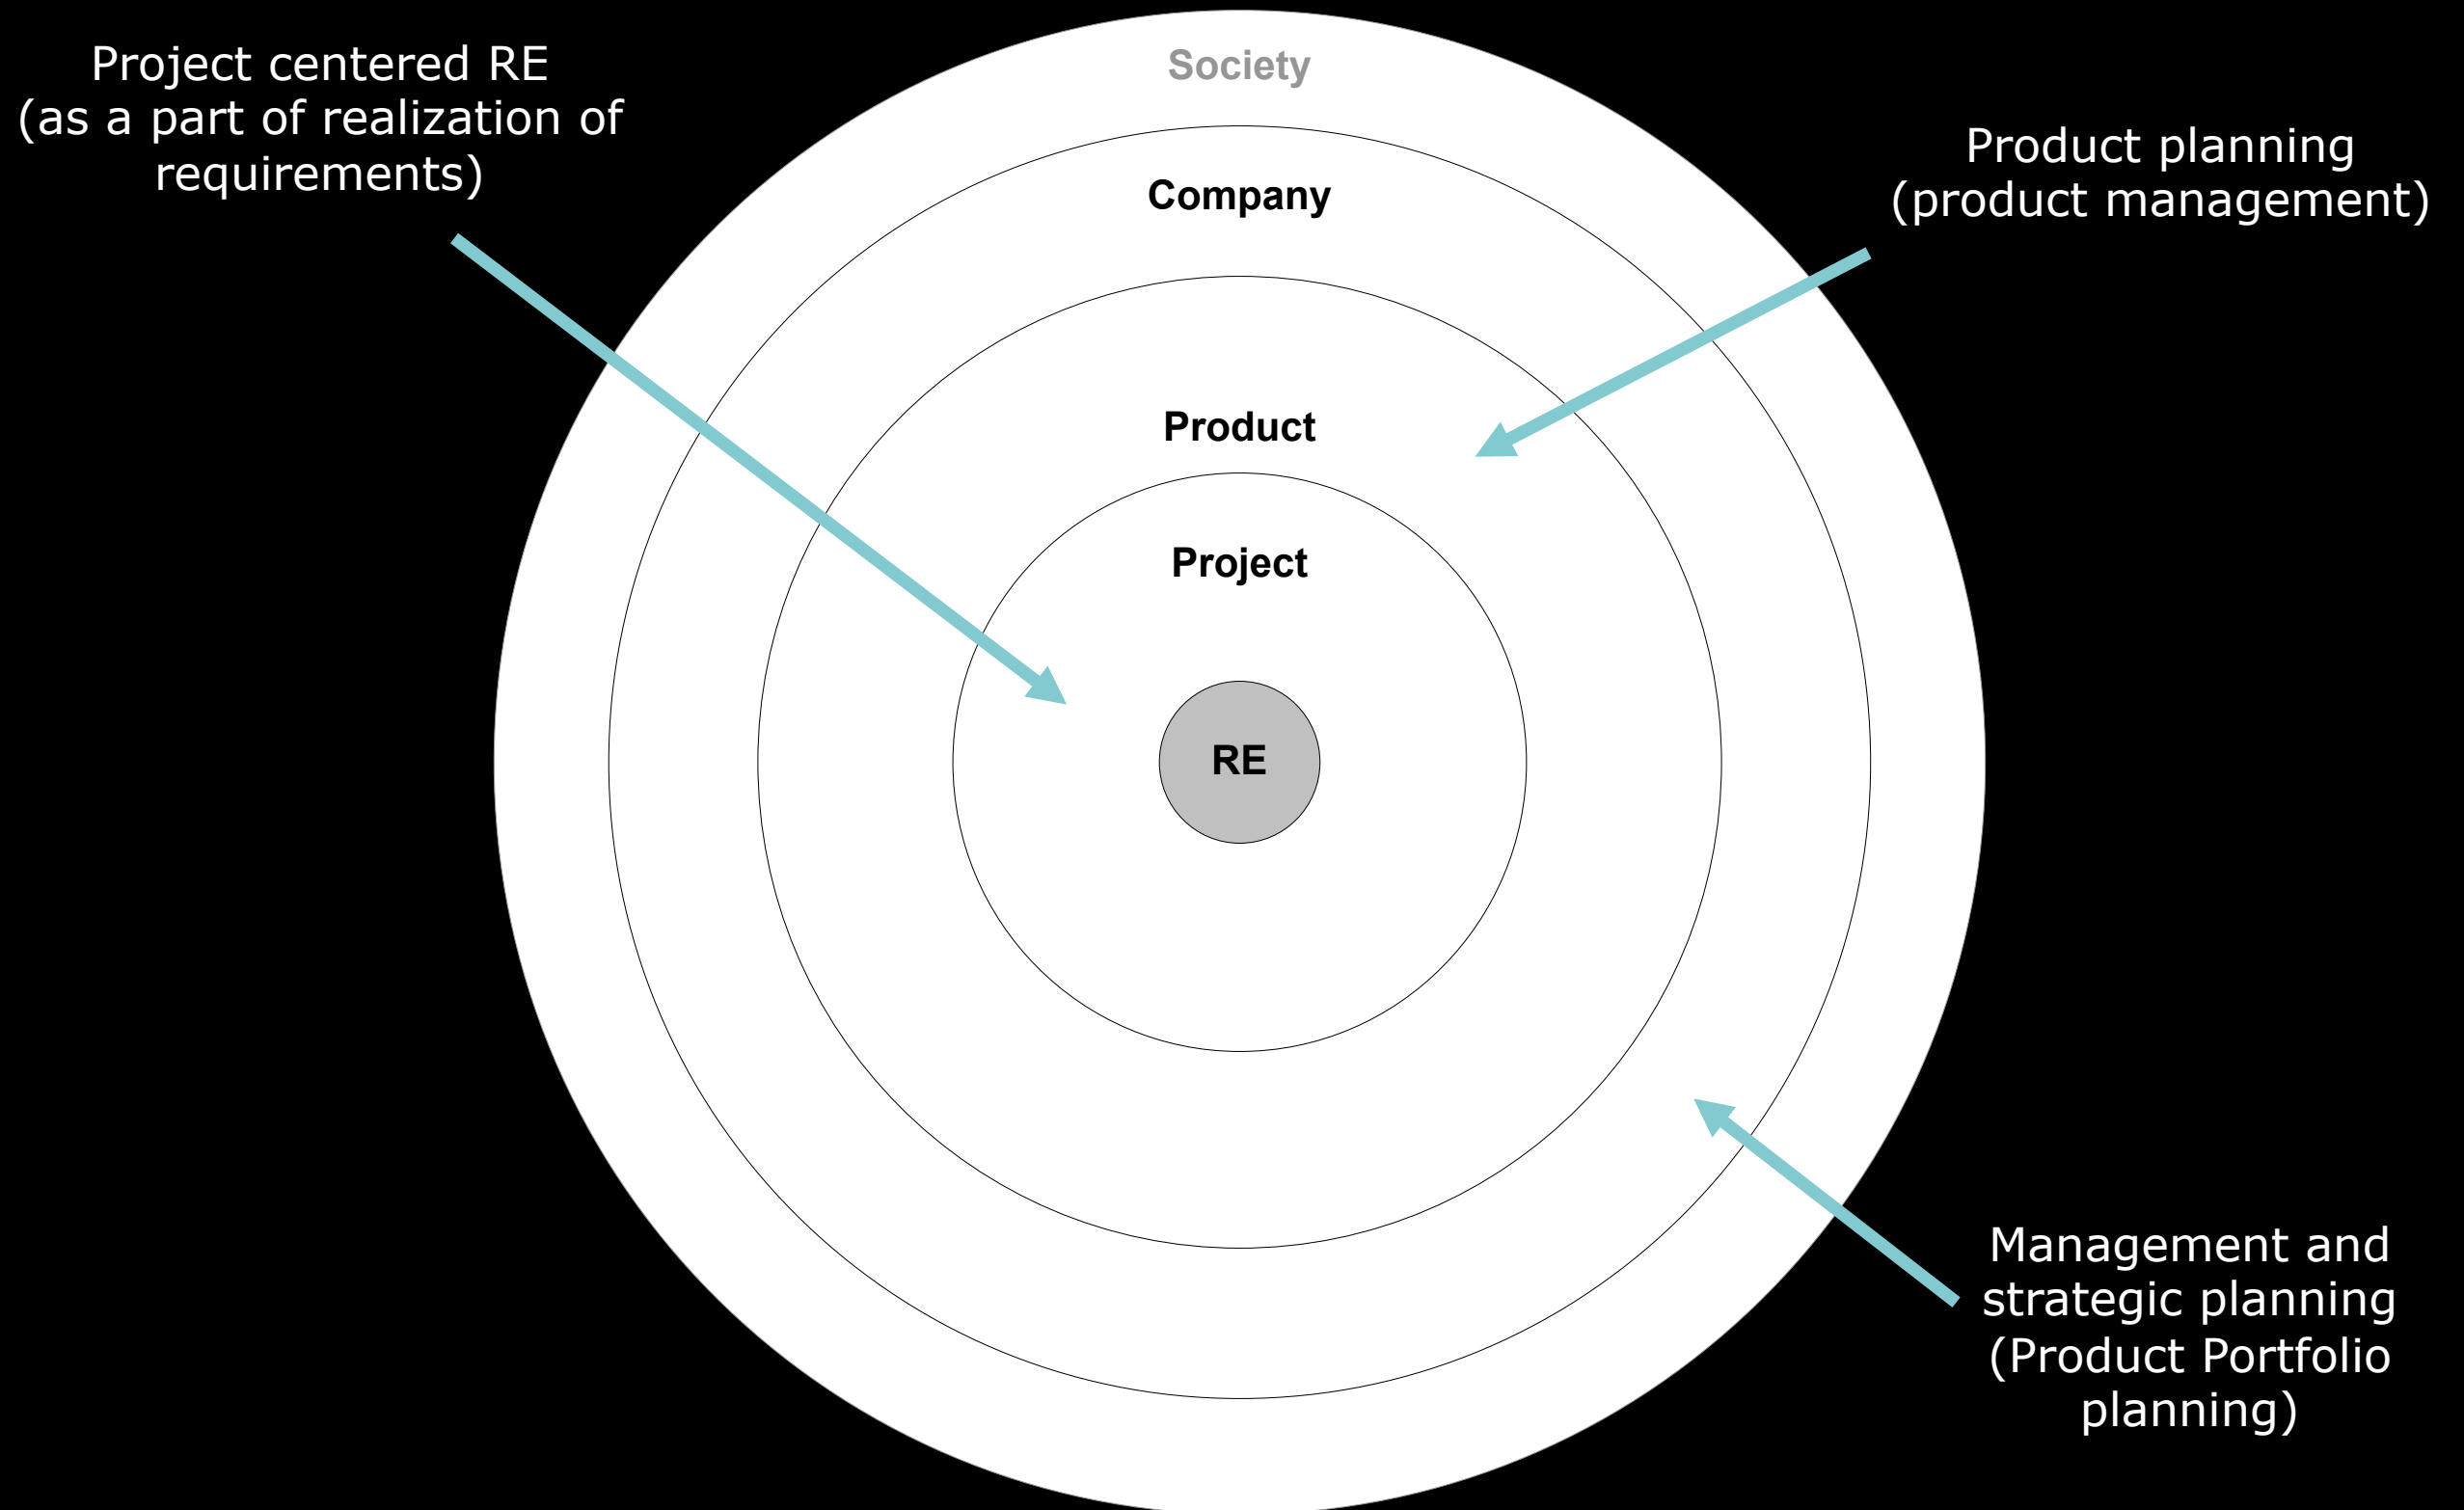 Project centered RE
(as a part of realization of
requirements)
Society
Company
Product planning
(product management)
Product
Project
RE
Management and
strategic planning
(Product Portfolio
planning)